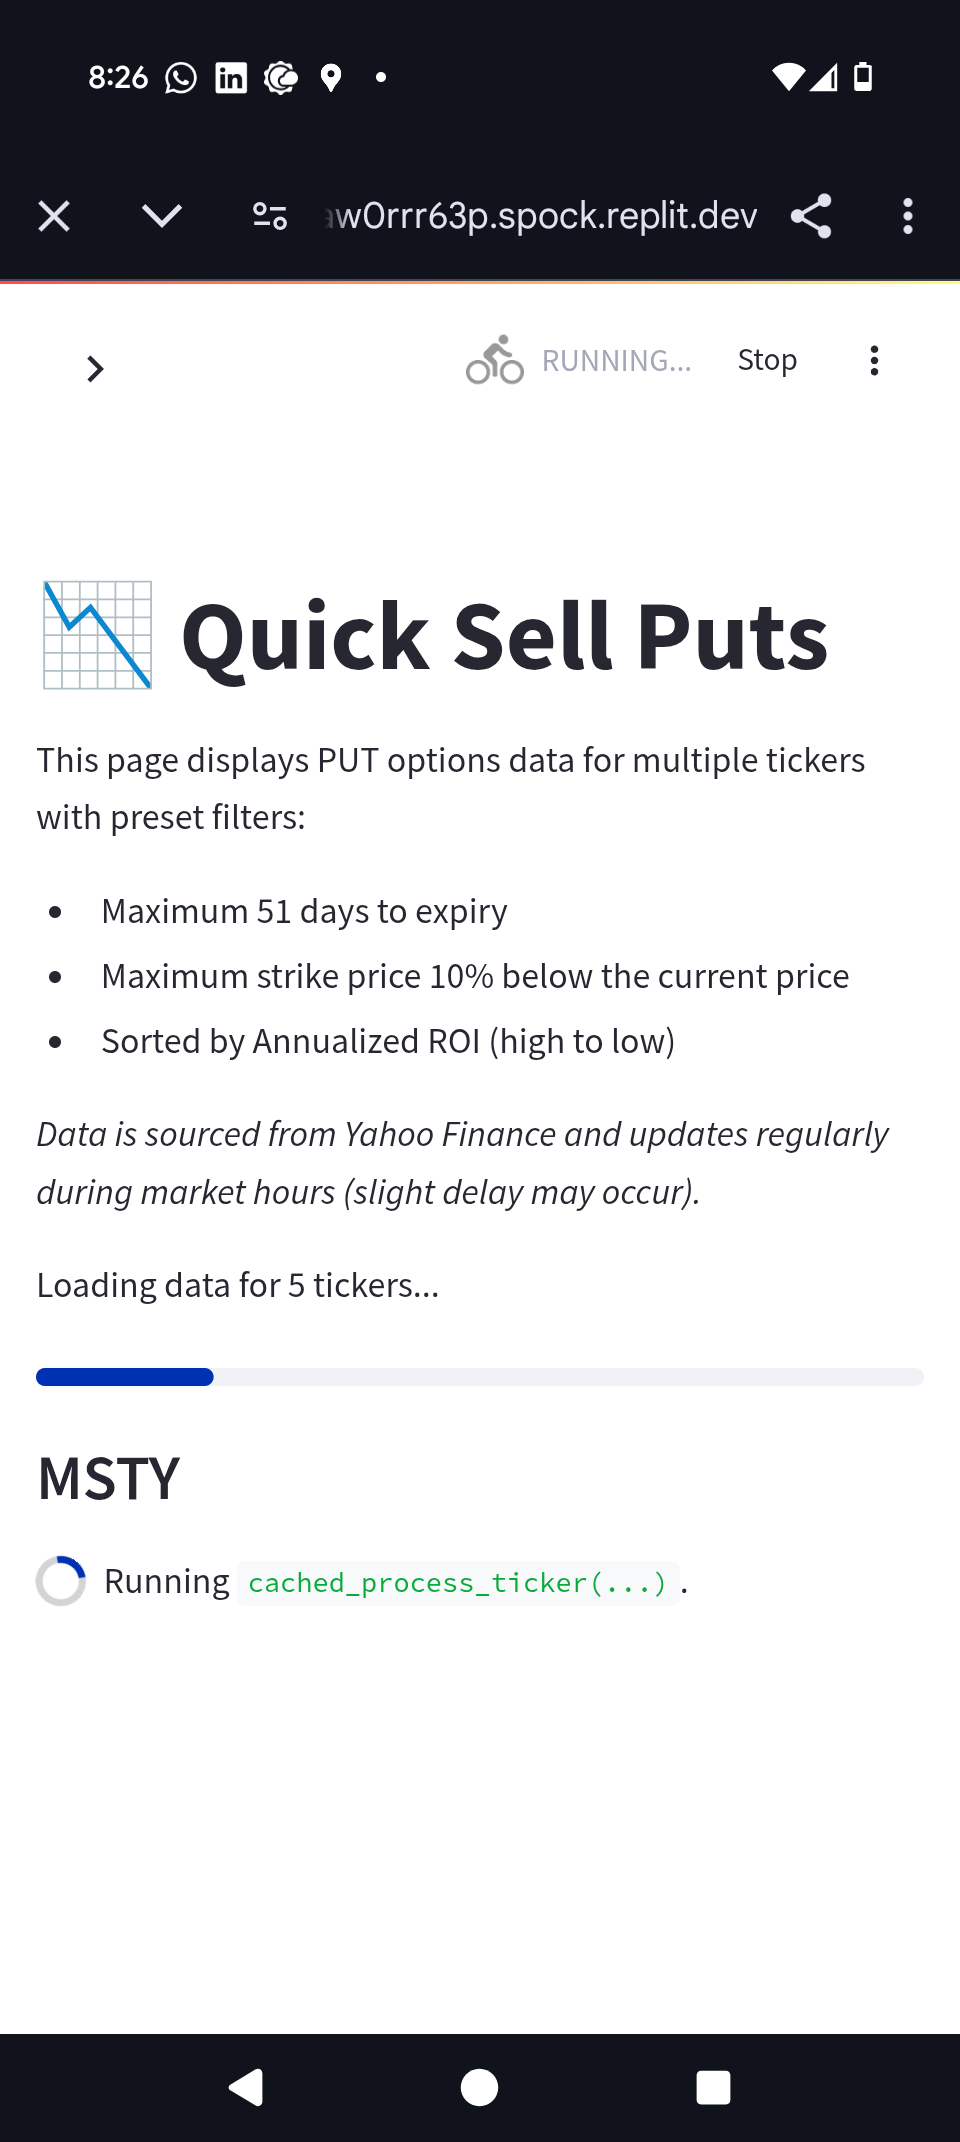 8:26
w0rrr63p.spock.replit.dev
RUNNING... Stop
Quick Sell Puts
This page displays PUT options data for multiple tickers
with preset filters:
• Maximum 51 days to expiry
• Maximum strike price 10% below the current price
• Sorted by Annualized ROI (high to low)
Data is sourced from Yahoo Finance and updates regularly
during market hours (slight delay may occur).
Loading data for 5 tickers...
MSTY
Running cached_process_ticker(...).